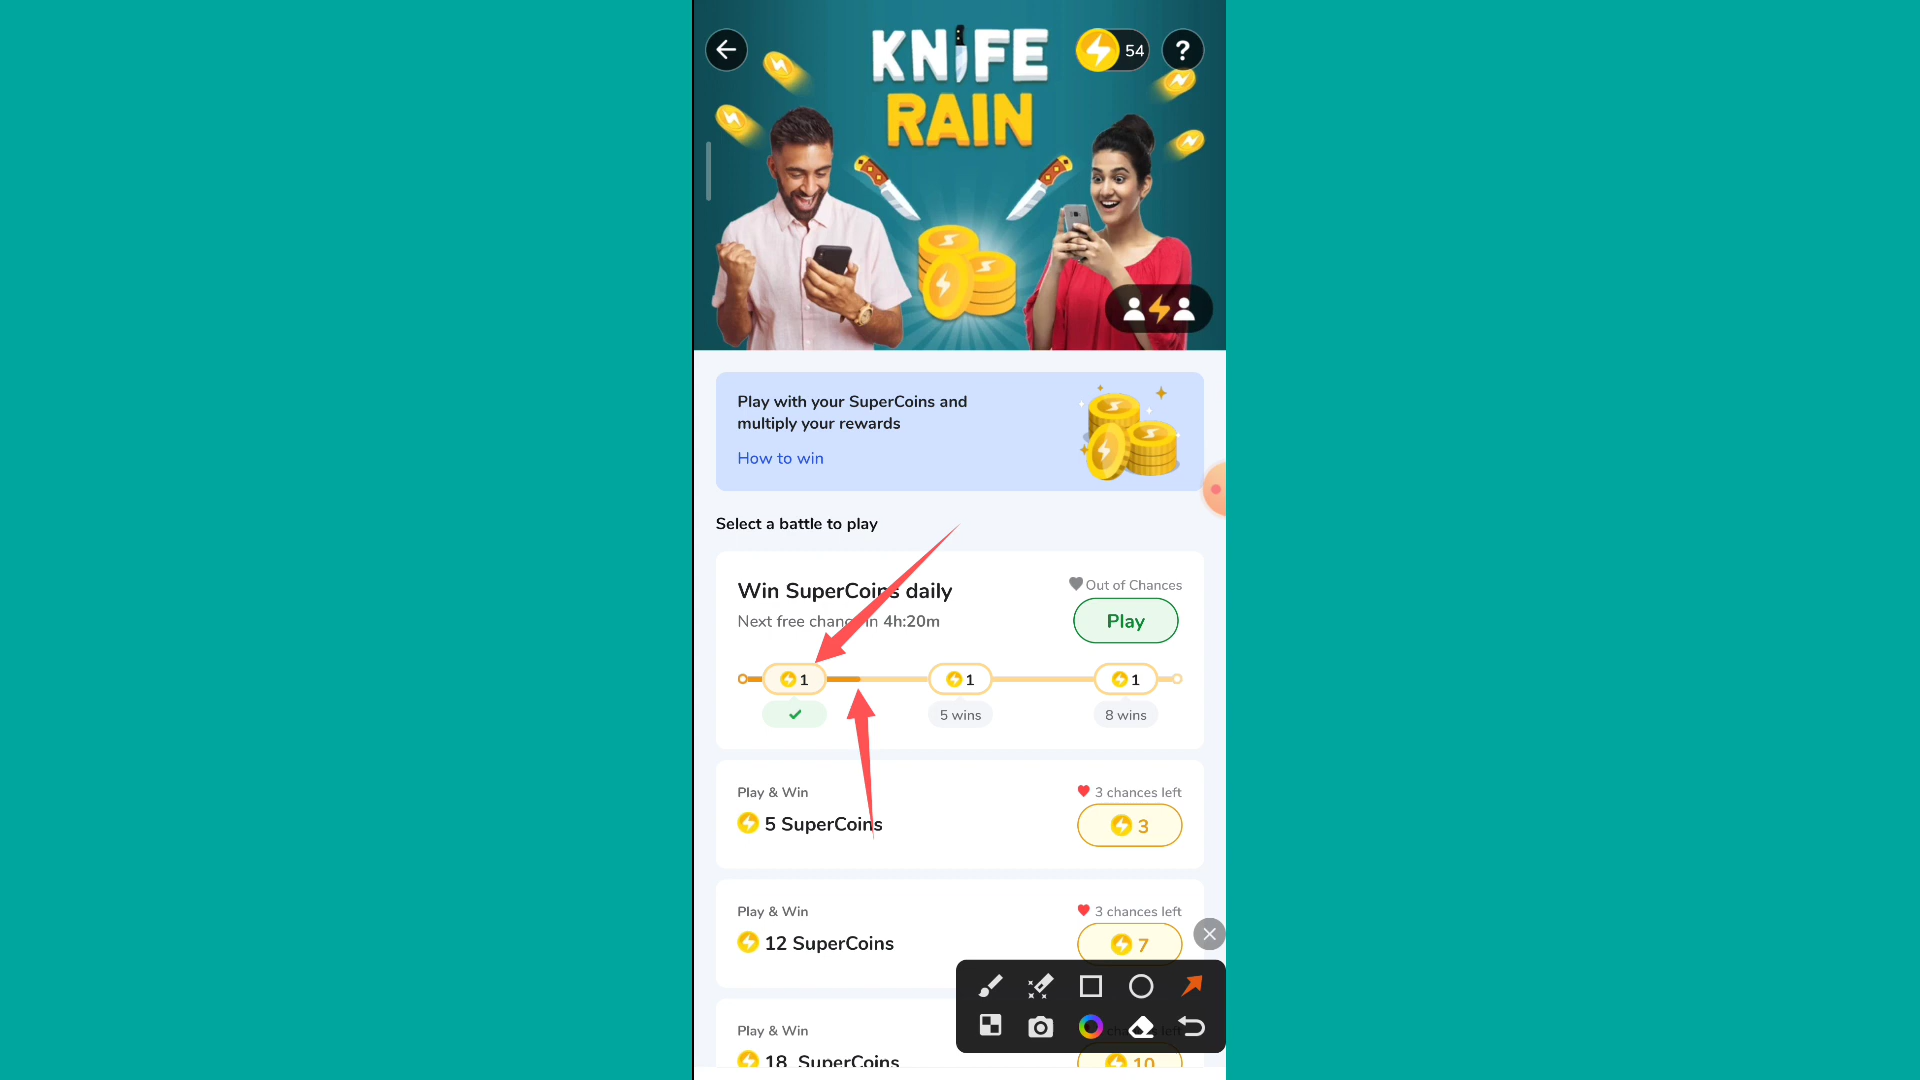 KNIFE
RAIN
54
?
Play with your SuperCoins and
multiply your rewards
How to win
Select a battle to play
Win SuperCoins daily
Out of Chances
Next free chance in 4h:20m
Play
1
1
1
5 wins
8 wins
Play & Win
3 chances left
5 SuperCoins
3
Play & Win
3 chances left
12 SuperCoins
7
Play & Win
chances left
18 SuperCoins
10